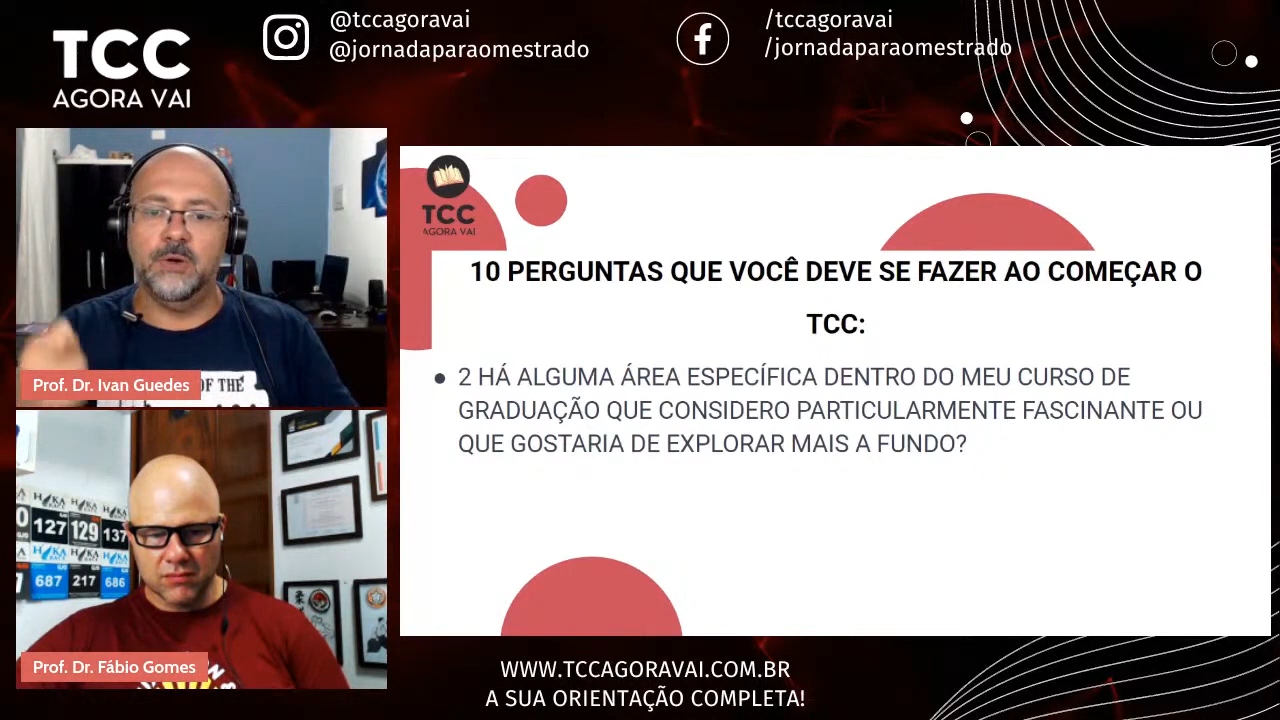 TCC
AGORA VAI
@tccagoravai
@jornadaparaomestrado
/tccagoravai
/jornadaparaomestrado
Prof. Dr. Ivan Guedes
OF THE
TCC
AGORA VAI
10 PERGUNTAS QUE VOCÊ DEVE SE FAZER AO COMEÇAR O
TCC:
● 2 HÁ ALGUMA ÁREA ESPECÍFICA DENTRO DO MEU CURSO DE
GRADUAÇÃO QUE CONSIDERO PARTICULARMENTE FASCINANTE OU
QUE GOSTARIA DE EXPLORAR MAIS A FUNDO?
127
129
137
687
217
686
Prof. Dr. Fábio Gomes
WWW.TCCAGORAVAI.COM.BR
A SUA ORIENTAÇÃO COMPLETA!